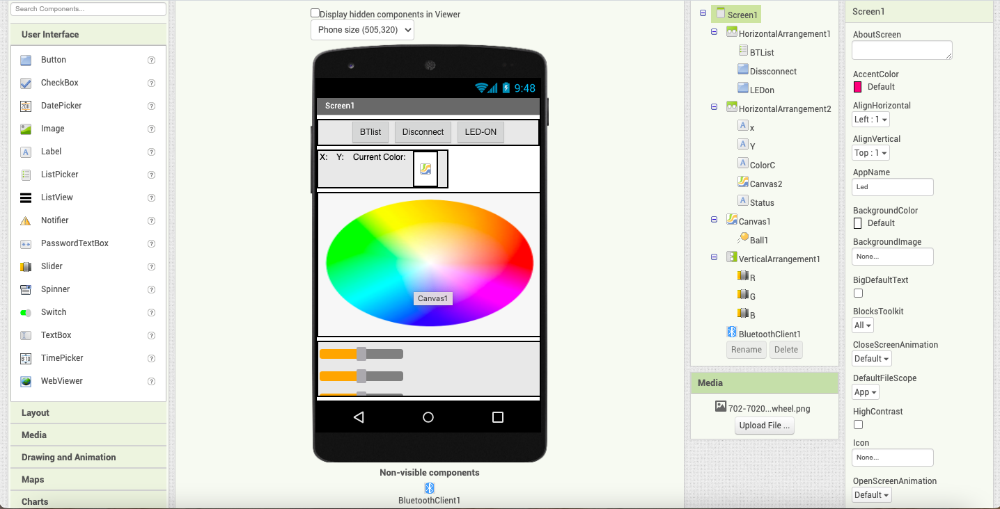 Search Components...
User Interface
Button
CheckBox
DatePicker
Image
Label
ListPicker
ListView
Notifier
PasswordTextBox
Slider
Spinner
Switch
TextBox
TimePicker
WebViewer
Layout
Media
Drawing and Animation
Maps
Charts
Display hidden components in Viewer
Phone size (505,320)
9:48
Screen1
BTlist Disconnect LED-ON
X: Y: Current Color:
Canvas1
Non-visible components
BluetoothClient1
Screen1
HorizontalArrangement1
BTList
Dissconnect
LEDon
HorizontalArrangement2
x
Y
ColorC
Canvas2
Status
Canvas1
Ball1
VerticalArrangement1
R
G
B
BluetoothClient1
Rename Delete
Media
702-7020...wheel.png
Upload File ...
Screen1
AboutScreen
AccentColor
Default
AlignHorizontal
Left : 1
AlignVertical
Top : 1
AppName
Led
BackgroundColor
Default
BackgroundImage
None...
BigDefaultText
BlocksToolkit
All
CloseScreenAnimation
Default
DefaultFileScope
App
HighContrast
Icon
None...
OpenScreenAnimation
Default